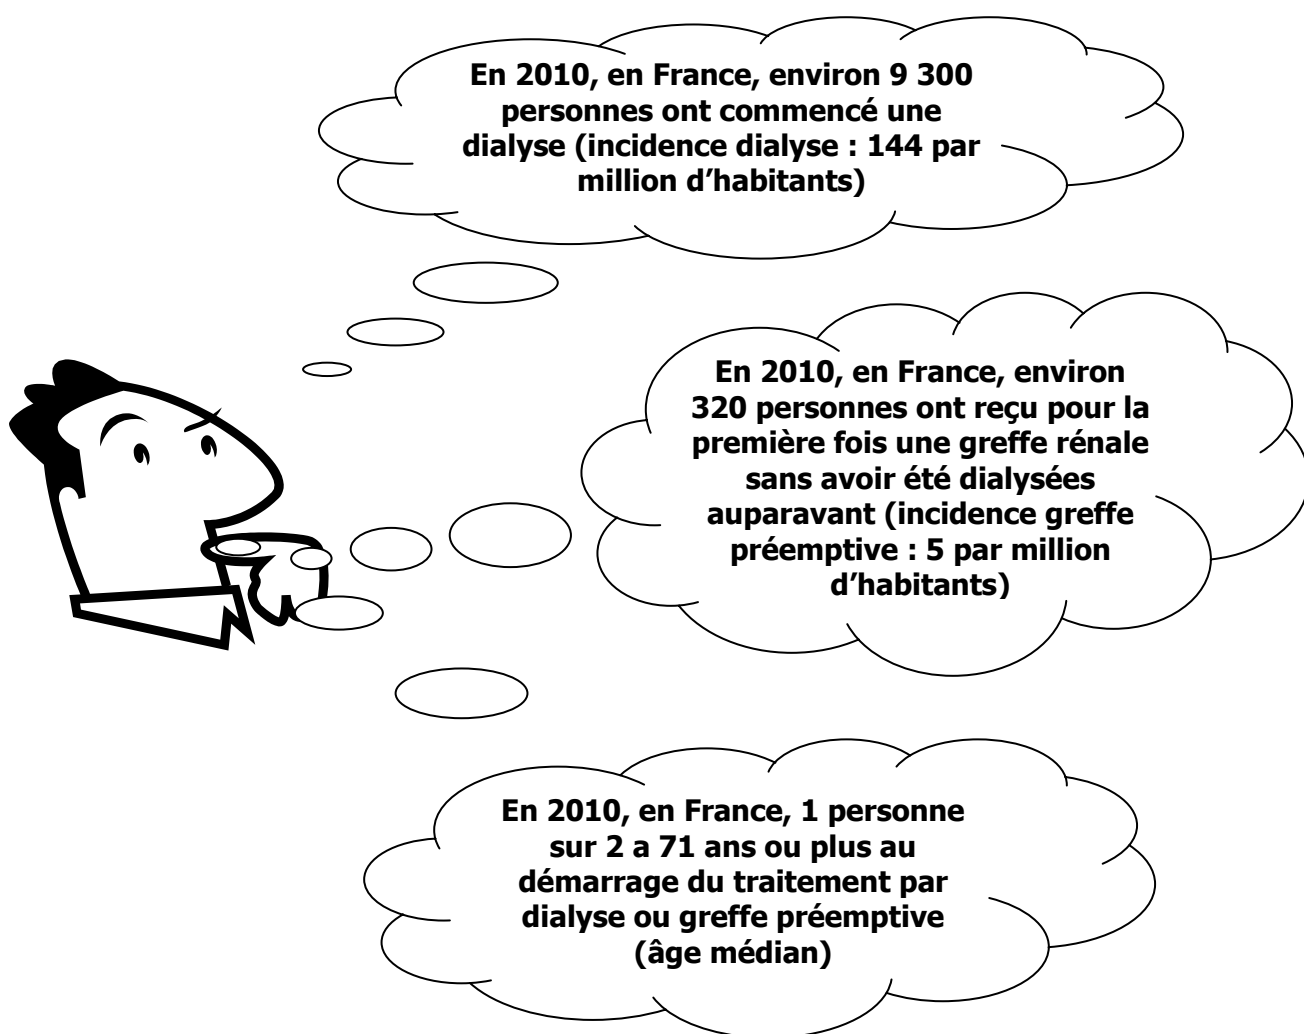 En 2010, en France, environ 9 300
personnes ont commencé une
dialyse (incidence dialyse : 144 par
million d’habitants)
En 2010, en France, environ
320 personnes ont reçu pour la
première fois une greffe rénale
sans avoir été dialysées
auparavant (incidence greffe
préemptive : 5 par million
d’habitants)
En 2010, en France, 1 personne
sur 2 a 71 ans ou plus au
démarrage du traitement par
dialyse ou greffe préemptive
(âge médian)